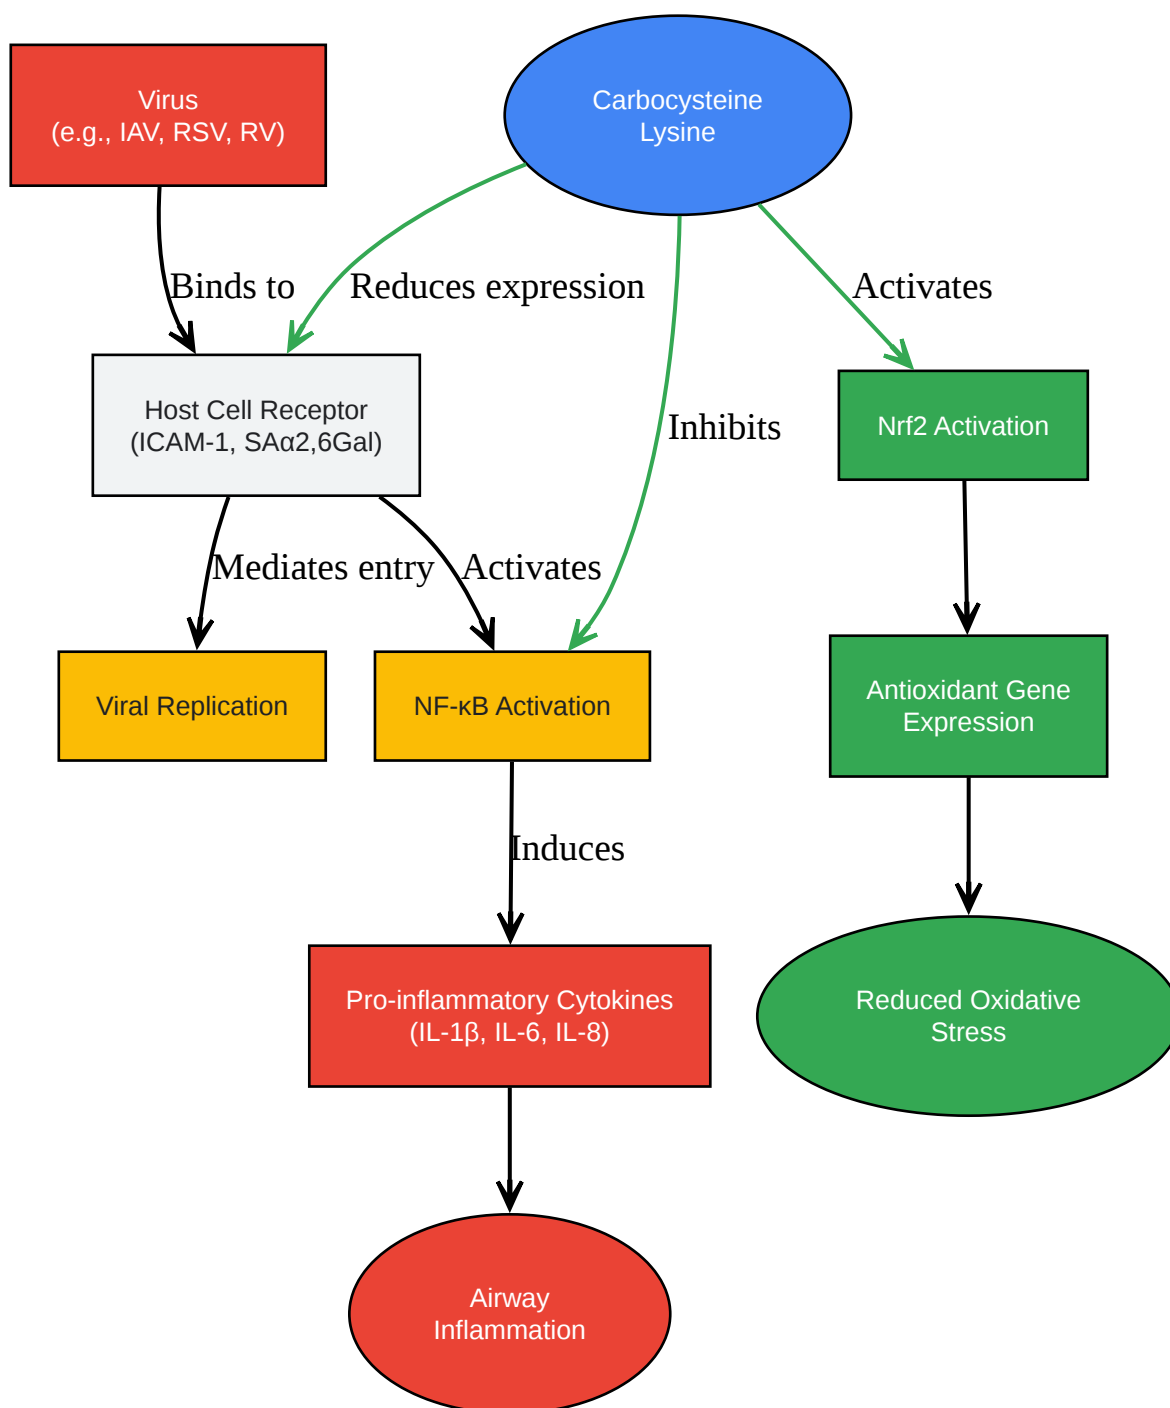 Virus
(e.g., IAV, RSV, RV)
Carbocysteine
Lysine
Binds to
Reduces expression
Activates
Host Cell Receptor
(ICAM-1, SAα2,6Gal)
Nrf2 Activation
Inhibits
Mediates entry
Activates
Viral Replication
NF-κB Activation
Antioxidant Gene
Expression
Induces
Pro-inflammatory Cytokines
(IL-1β, IL-6, IL-8)
Reduced Oxidative
Stress
Airway
Inflammation